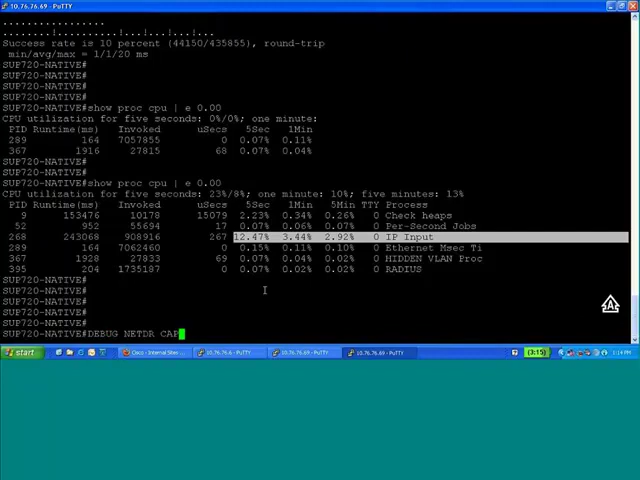 10.76.76.69 - PuTTY
..................
. .......!..........!...!....!...!..
Success rate is 10 percent (44150/435855), round-trip
 min/avg/max = 1/1/20 ms
SUP720-NATIVE#
SUP720-NATIVE#
SUP720-NATIVE#
SUP720-NATIVE#
SUP720-NATIVE#show proc cpu | e 0.00
CPU utilization for five seconds: 0%/0%; one minute:
 PID Runtime(ms) Invoked uSecs 5Sec 1Min
 289 164 7057855 0 0.07% 0.11%
 367 1916 27815 68 0.07% 0.04%
SUP720-NATIVE#
SUP720-NATIVE#
SUP720-NATIVE#show proc cpu | e 0.00
CPU utilization for five seconds: 23%/8%; one minute: 10%; five minutes: 13%
 PID Runtime(ms) Invoked uSecs 5Sec 1Min 5Min TTY Process
 9 153476 10178 15079 2.23% 0.34% 0.26% 0 Check heaps
 52 952 55694 17 0.07% 0.06% 0.07% 0 Per-Second Jobs
 268 243068 908916 267 12.47% 3.44% 2.92% 0 IP Input
 289 164 7062460 0 0.15% 0.11% 0.10% 0 Ethernet Msec Ti
 367 1928 27833 69 0.07% 0.04% 0.07% 0 HIDDEN VLAN Proc
 395 204 1735187 0 0.07% 0.02% 0.02% 0 RADIUS
SUP720-NATIVE#
SUP720-NATIVE#
SUP720-NATIVE#
SUP720-NATIVE#
SUP720-NATIVE#
SUP720-NATIVE#DEBUG NETDR CAP
A
start
Cisco - Internal Sites ...
10.76.76.6 - PuTTY
10.76.76.69 - PuTTY
10.76.76.69 - PuTTY
(3:15)
3:14 PM